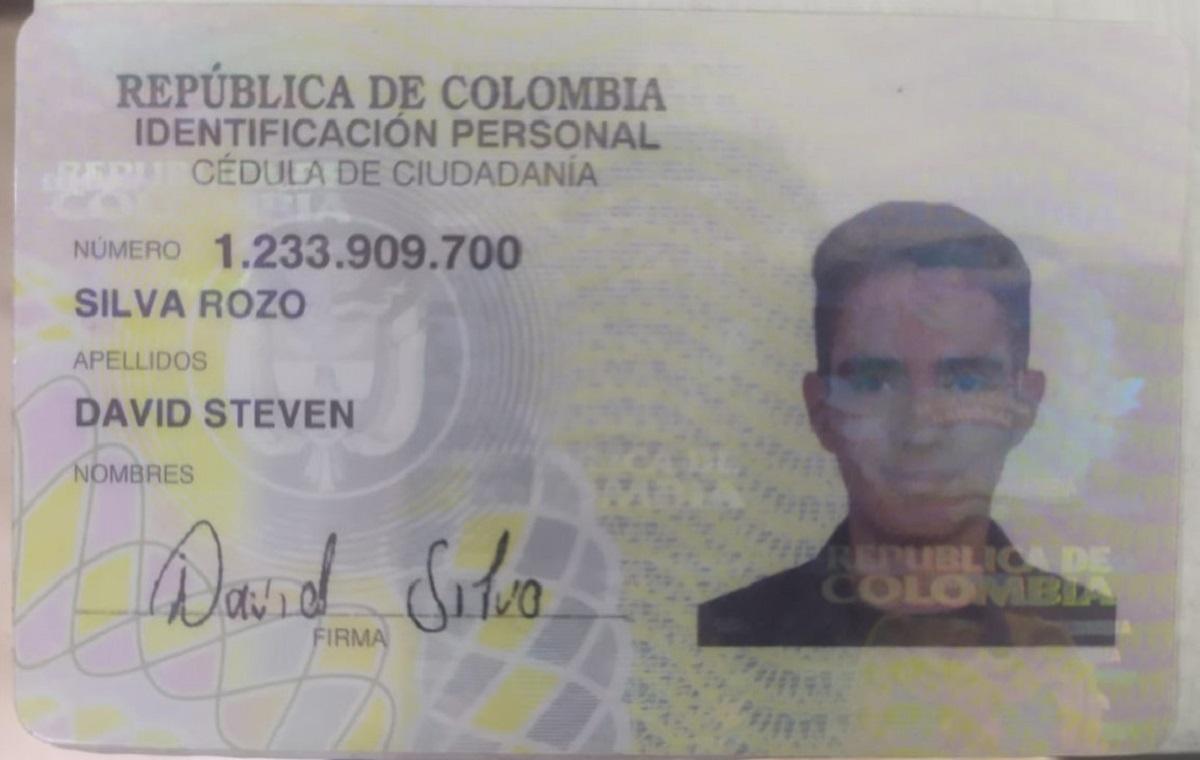 REPÚBLICA DE COLOMBIA
IDENTIFICACIÓN PERSONAL
CÉDULA DE CIUDADANÍA
NÚMERO 1.233.909.700
SILVA ROZO
APELLIDOS
DAVID STEVEN
NOMBRES
David Silva
FIRMA
REPUBLICA DE
COLOMBIA